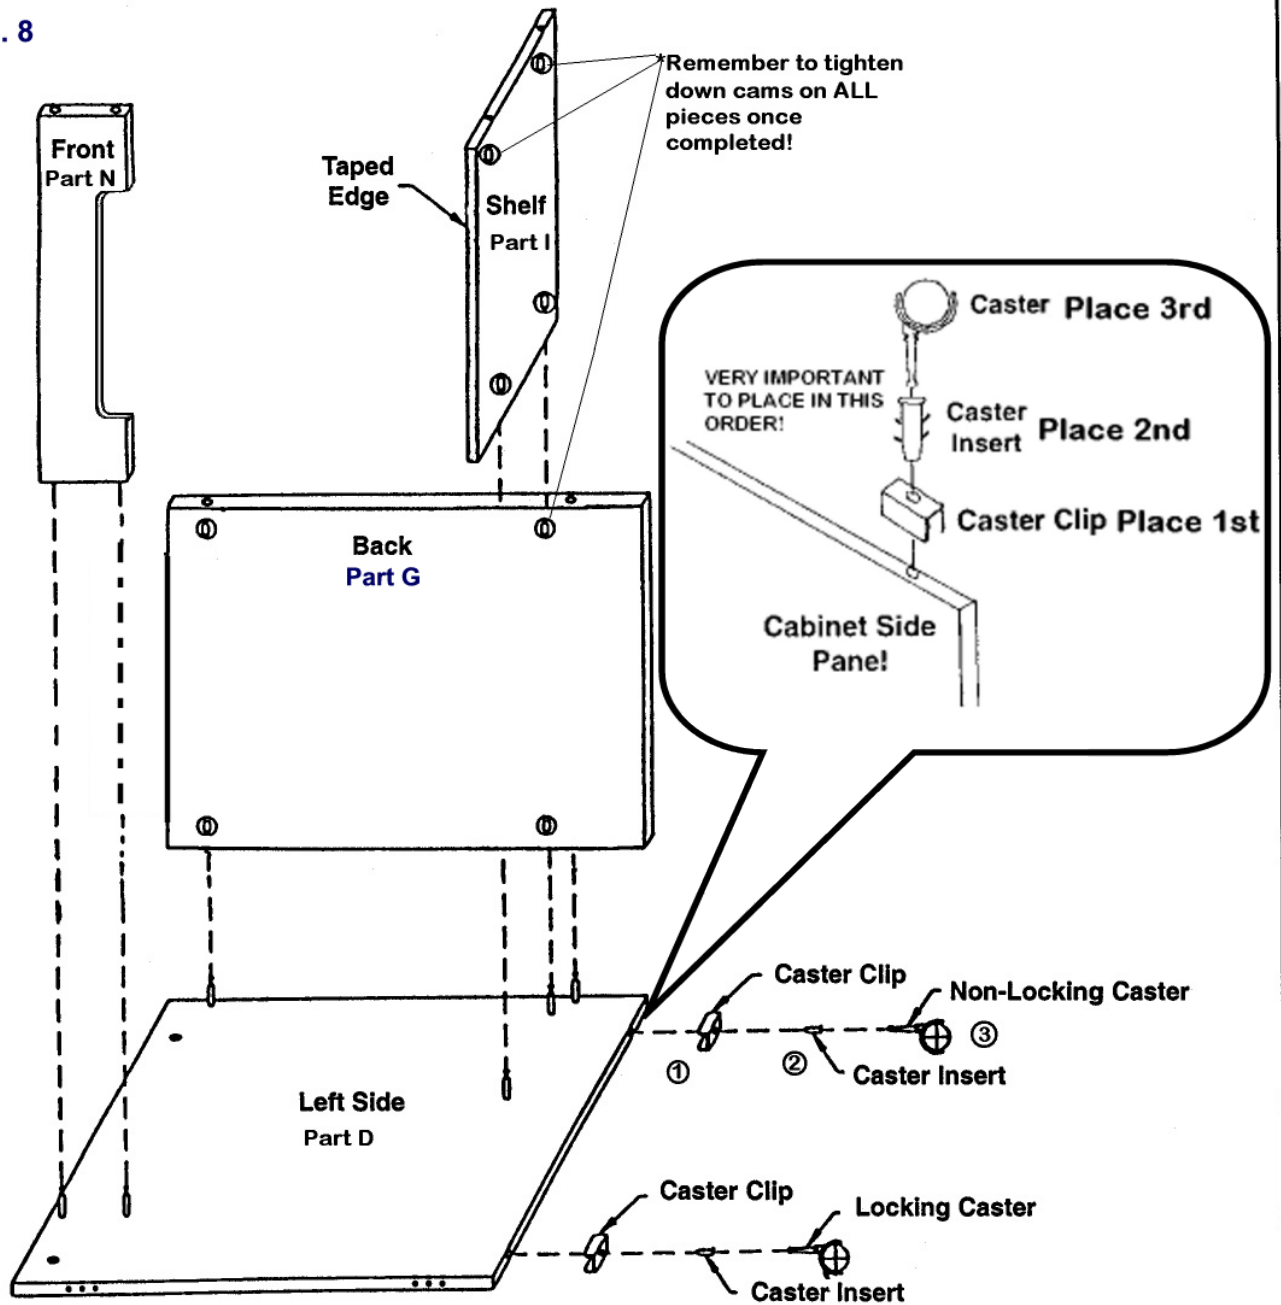 . 8
*Remember to tighten
down cams on ALL
pieces once
completed!
Front
Part N
Taped
Edge
Shelf
Part I
Caster Place 3rd
VERY IMPORTANT
TO PLACE IN THIS
ORDER!
Caster
Insert Place 2nd
Caster Clip Place 1st
Cabinet Side
Pane!
Back
Part G
Caster Clip
Non-Locking Caster
①
②
③
Caster Insert
Left Side
Part D
Caster Clip
Locking Caster
Caster Insert